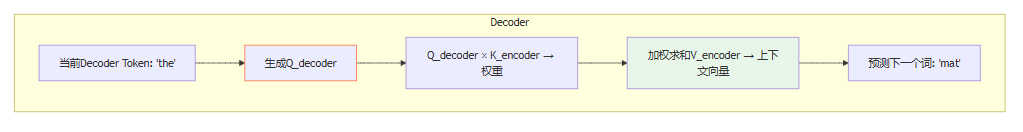 Decoder
当前Decoder Token: 'the'
生成Q_decoder
Q_decoder × K_encoder →
权重
加权求和V_encoder → 上下
文向量
预测下一个词: 'mat'